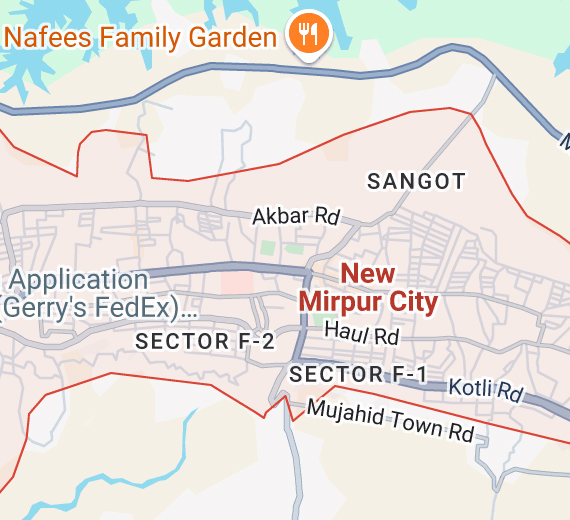 Nafees Family Garden
SANGOT
Akbar Rd
New
Mirpur City
Application
(Gerry's FedEx)...
Haul Rd
SECTOR F-2
SECTOR F-1
Kotli Rd
Mujahid Town Rd